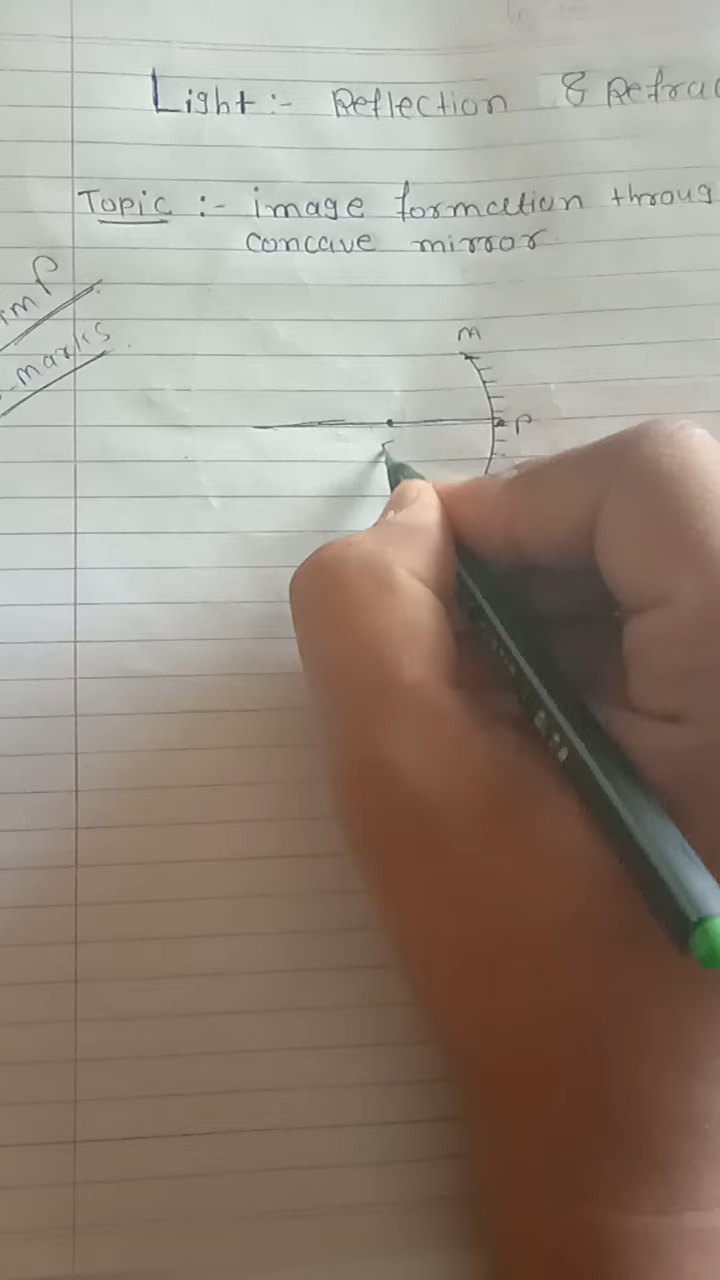 Light :- Reflection & Refrac
Topic :- image formation throug
concave mirror
imp
marks
M
P